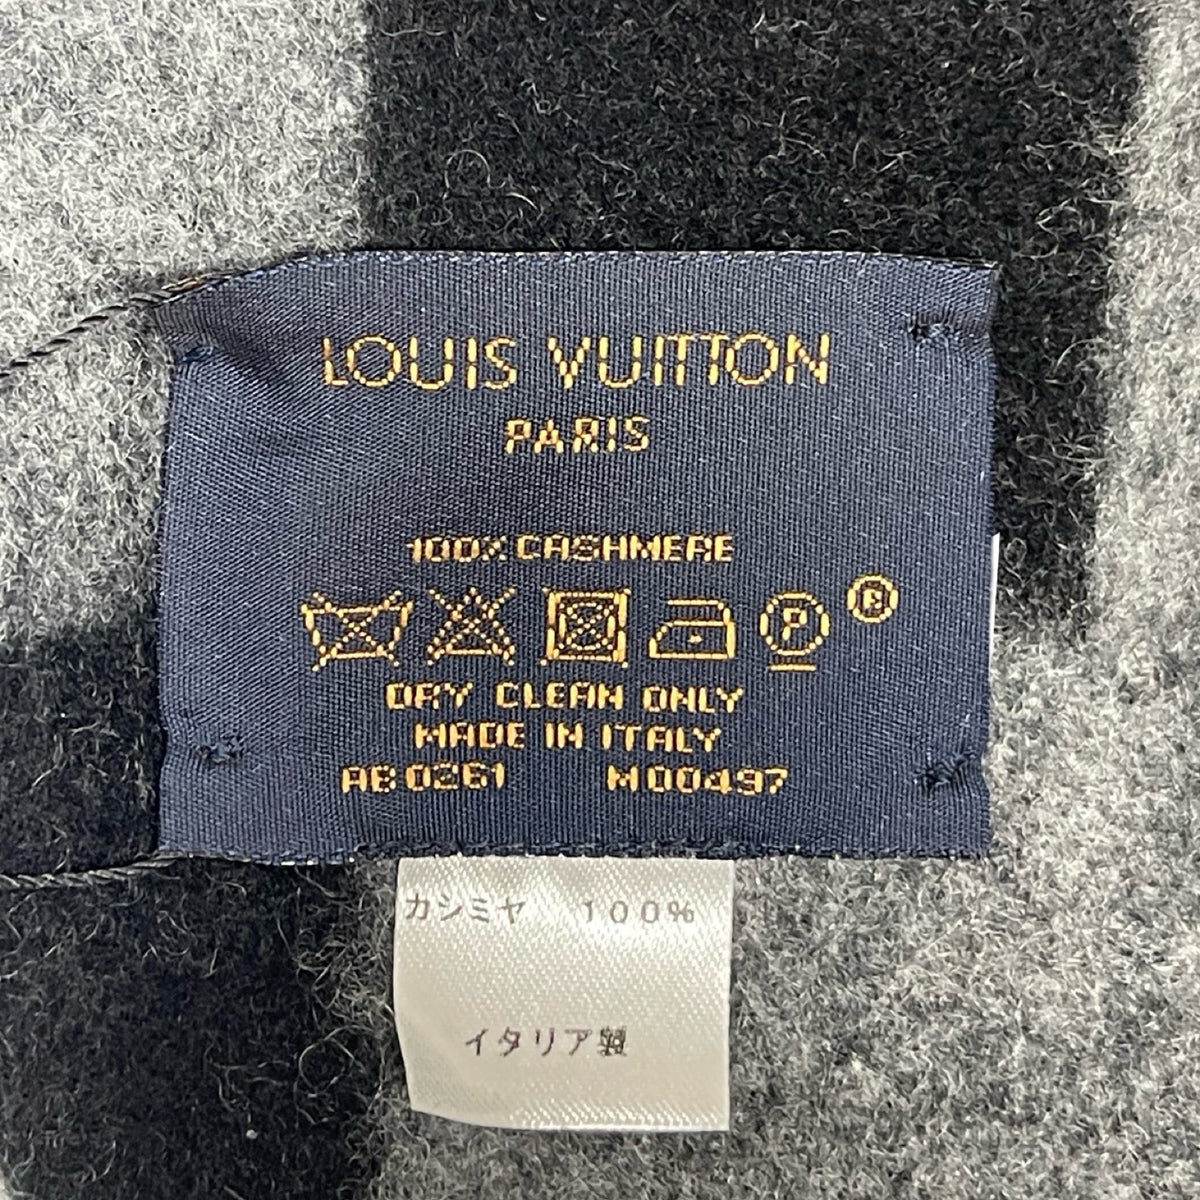 LOUIS VUITTON
PARIS
100% CASHMERE
P
®
DRY CLEAN ONLY
MADE IN ITALY
AB 0261 M00497
カシミヤ 100%
イタリア製